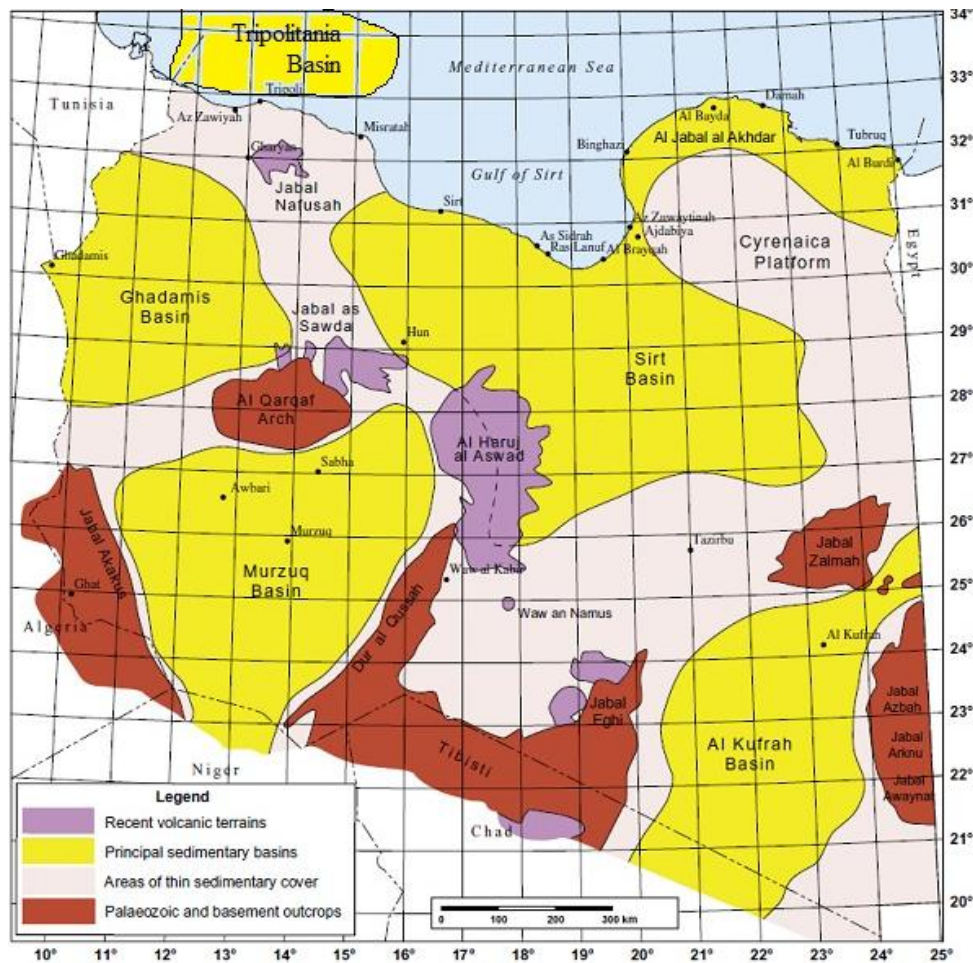 Tripolitania
Basin
Mediterranean Sea
Tunisia
Tripoli
Az Zawiyah
Misratah
Gharyan
Jabal
Nafusah
Gulf of Sirt
Binghazi
Al Bayda
Darnah
Al Jabal al Akhdar
Tubruq
Al Burdi
Sirt
As Sidrah
Ras Lanuf
Al Brayqah
Az Zuwaytinah
Ajdabiya
Cyrenaica
Platform
Egypt
Ghadamis
Ghadamis
Basin
Jabal as
Sawda
Hun
Sirt
Basin
Al Qarqaf
Arch
Al Haruj
al Aswad
Sabha
Awbari
Murzuq
Murzuq
Basin
Jabal Akakus
Ghat
Algeria
Dur al Qussah
Waw al Kabir
Waw an Namus
Tazirbu
Jabal
Zalmah
Al Kufrah
Jabal
Eghi
Tibisti
Al Kufrah
Basin
Jabal
Azbah
Jabal
Arknu
Jabal
Awaynat
Niger
Chad
Legend
Recent volcanic terrains
Principal sedimentary basins
Areas of thin sedimentary cover
Palaeozoic and basement outcrops
0 100 200 300 km
34°
33°
32°
31°
30°
29°
28°
27°
26°
25°
24°
23°
22°
21°
20°
10° 11° 12° 13° 14° 15° 16° 17° 18° 19° 20° 21° 22° 23° 24° 25°